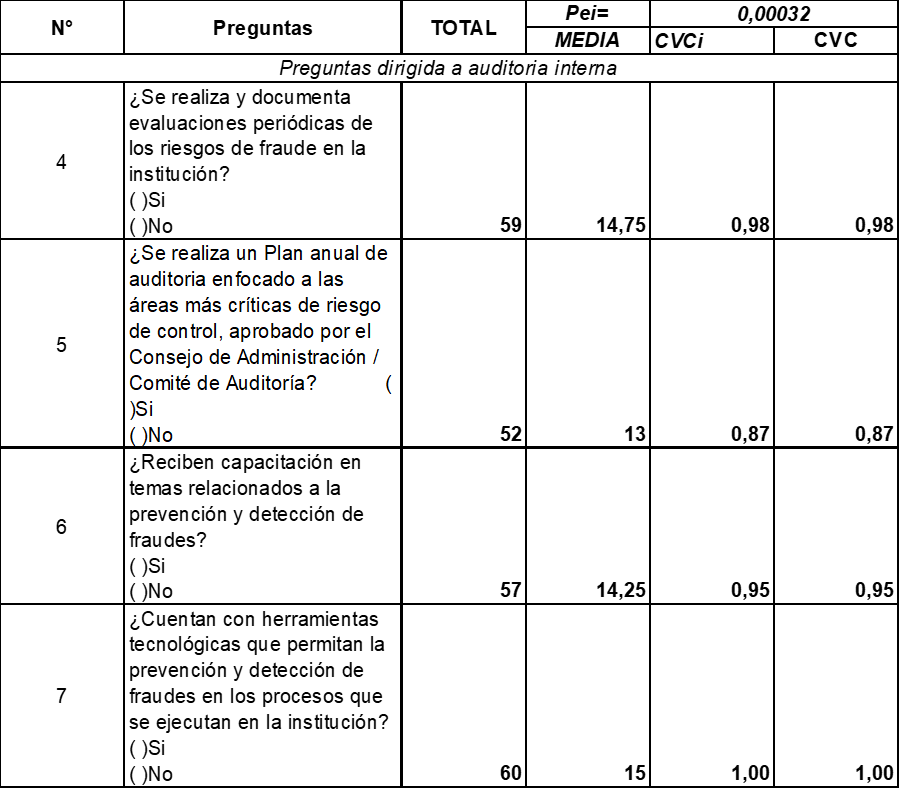 N° Preguntas TOTAL Pei= 0,00032
MEDIA CVCi CVC
Preguntas dirigida a auditoria interna
4
¿Se realiza y documenta
evaluaciones periódicas de
los riesgos de fraude en la
institución?
( )Si
( )No 59 14,75 0,98 0,98
5
¿Se realiza un Plan anual de
auditoria enfocado a las
áreas más críticas de riesgo
de control, aprobado por el
Consejo de Administración /
Comité de Auditoría? (
)Si
( )No 52 13 0,87 0,87
6
¿Reciben capacitación en
temas relacionados a la
prevención y detección de
fraudes?
( )Si
( )No 57 14,25 0,95 0,95
7
¿Cuentan con herramientas
tecnológicas que permitan la
prevención y detección de
fraudes en los procesos que
se ejecutan en la institución?
( )Si
( )No 60 15 1,00 1,00